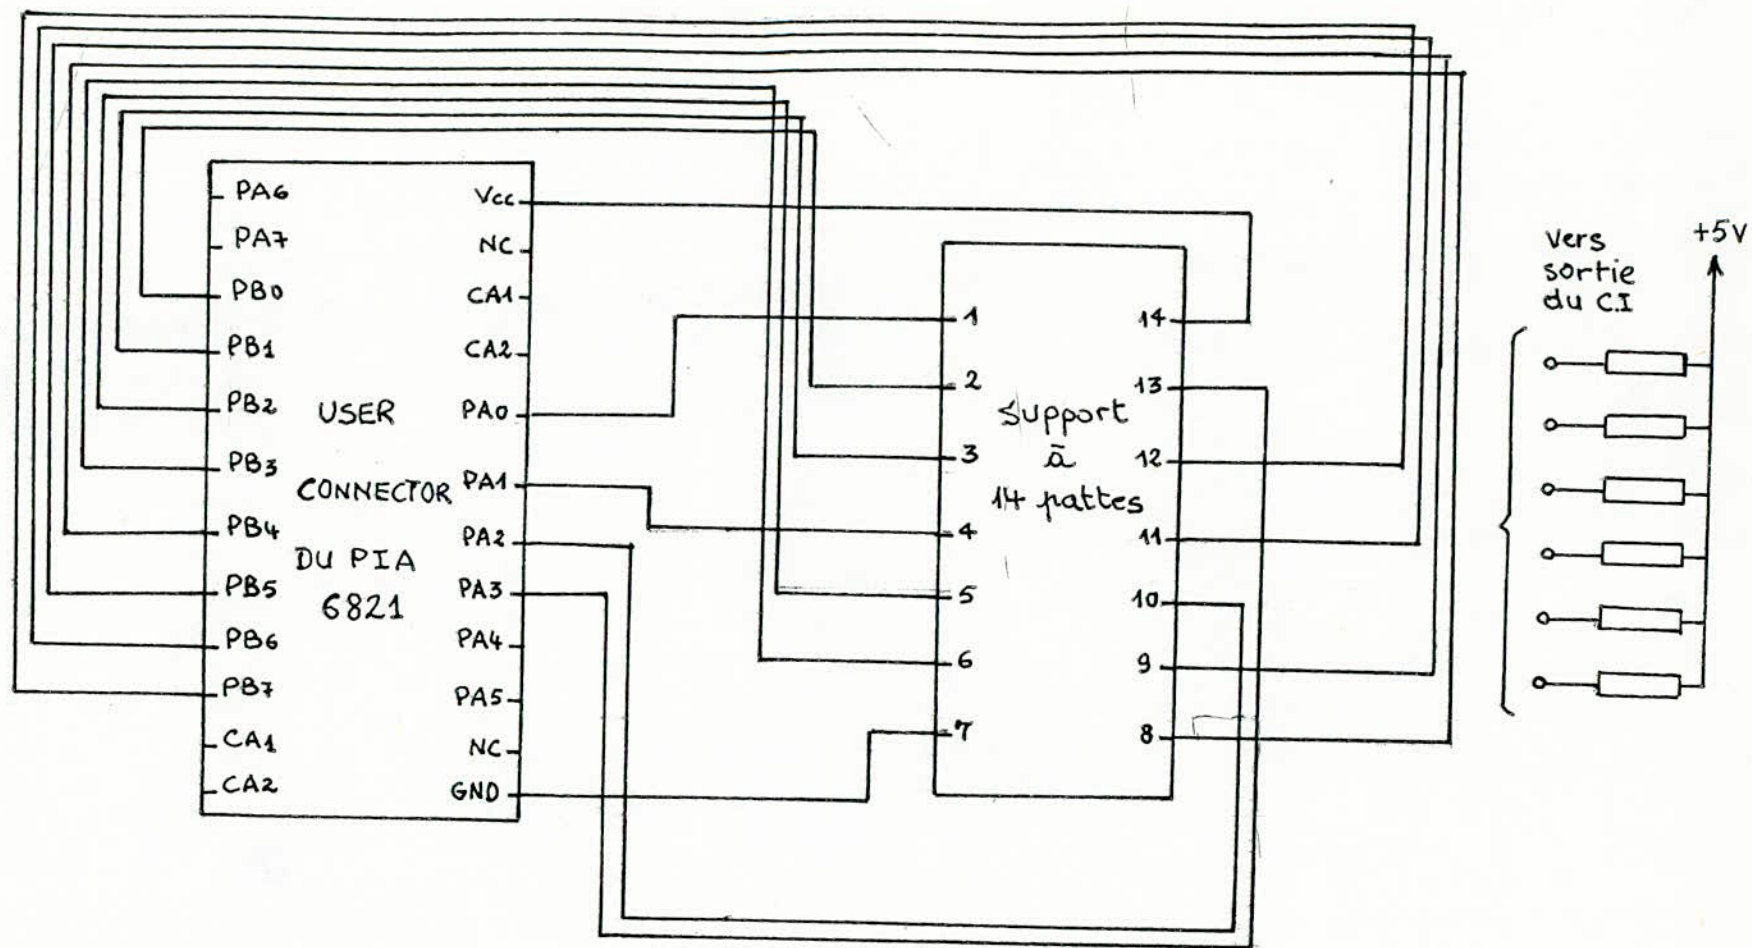 PA6
PA7
PB0
PB1
PB2
PB3
PB4
PB5
PB6
PB7
CA1
CA2
USER
CONNECTOR
DU PIA
6821
Vcc
NC
CA1
CA2
PA0
PA1
PA2
PA3
PA4
PA5
NC
GND
1
2
3
4
5
6
7
Support
à
14 pattes
14
13
12
11
10
9
8
Vers
sortie
du C.I
+5V